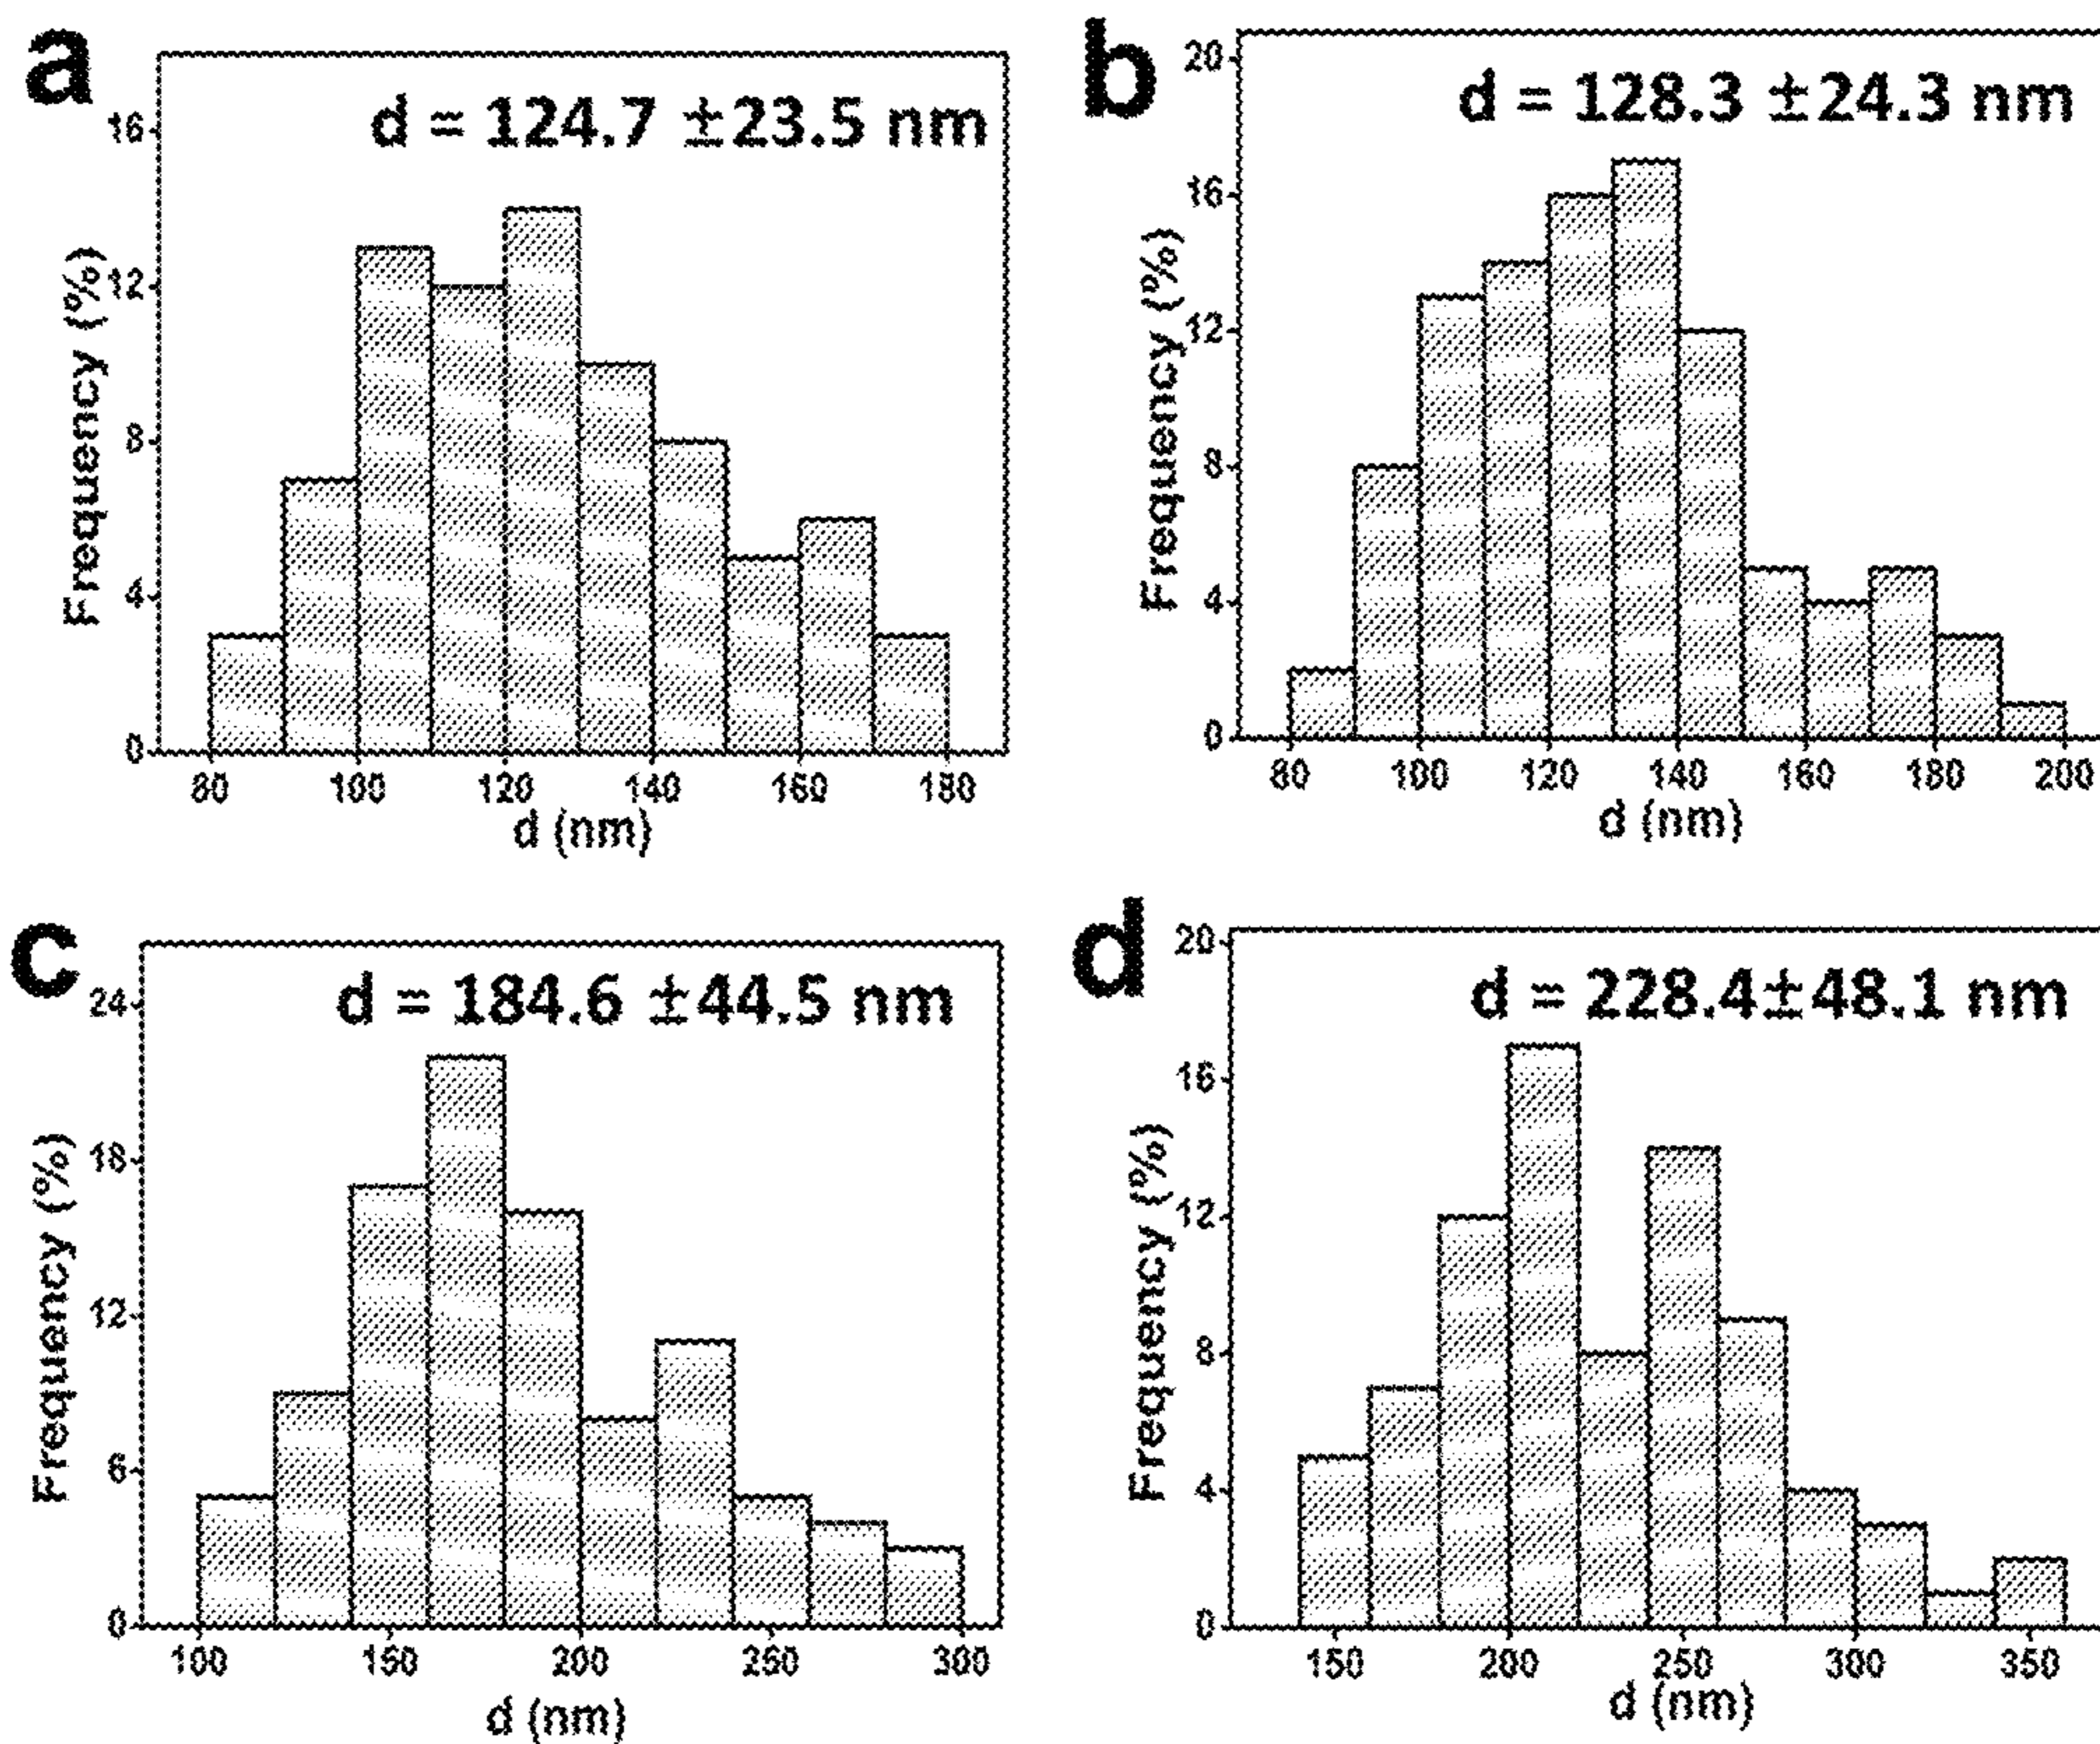 a
d = 124.7 ±23.5 nm
Frequency (%)
16
12
8
4
0
80 100 120 140 160 180
d (nm)
b
d = 128.3 ±24.3 nm
Frequency (%)
20
16
12
8
4
0
80 100 120 140 160 180 200
d (nm)
c
d = 184.6 ±44.5 nm
Frequency (%)
24
18
12
6
0
100 150 200 250 300
d (nm)
d
d = 228.4±48.1 nm
Frequency (%)
20
16
12
8
4
0
150 200 250 300 350
d (nm)